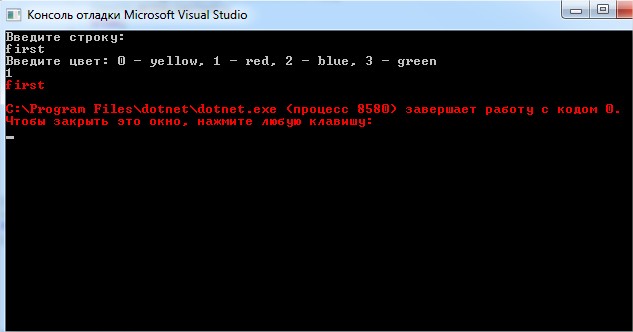 Консоль отладки Microsoft Visual Studio
Введите строку:
first
Введите цвет: 0 - yellow, 1 - red, 2 - blue, 3 - green
1
first
C:\Program Files\dotnet\dotnet.exe (процесс 8580) завершает работу с кодом 0.
Чтобы закрыть это окно, нажмите любую клавишу: